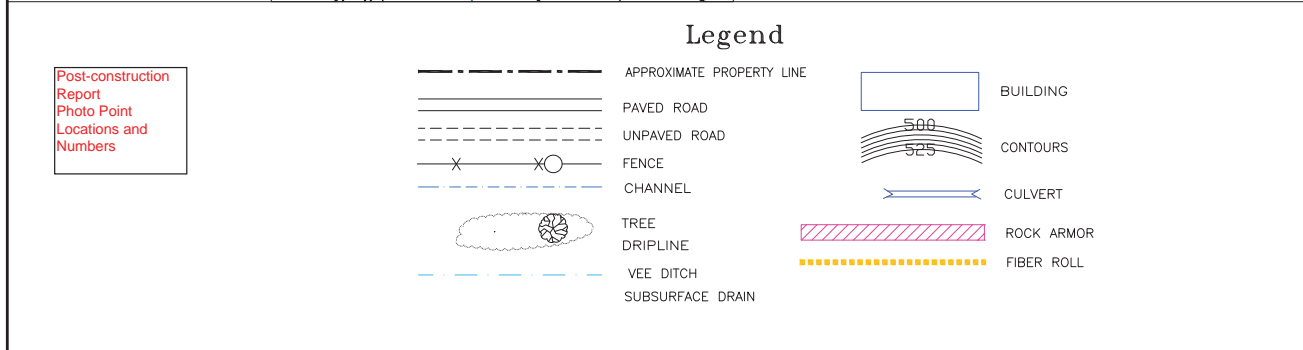 Legend
Post-construction
Report
Photo Point
Locations and
Numbers
APPROXIMATE PROPERTY LINE
PAVED ROAD
UNPAVED ROAD
FENCE
CHANNEL
TREE
DRIPLINE
VEE DITCH
SUBSURFACE DRAIN
BUILDING
500
525
CONTOURS
CULVERT
ROCK ARMOR
FIBER ROLL